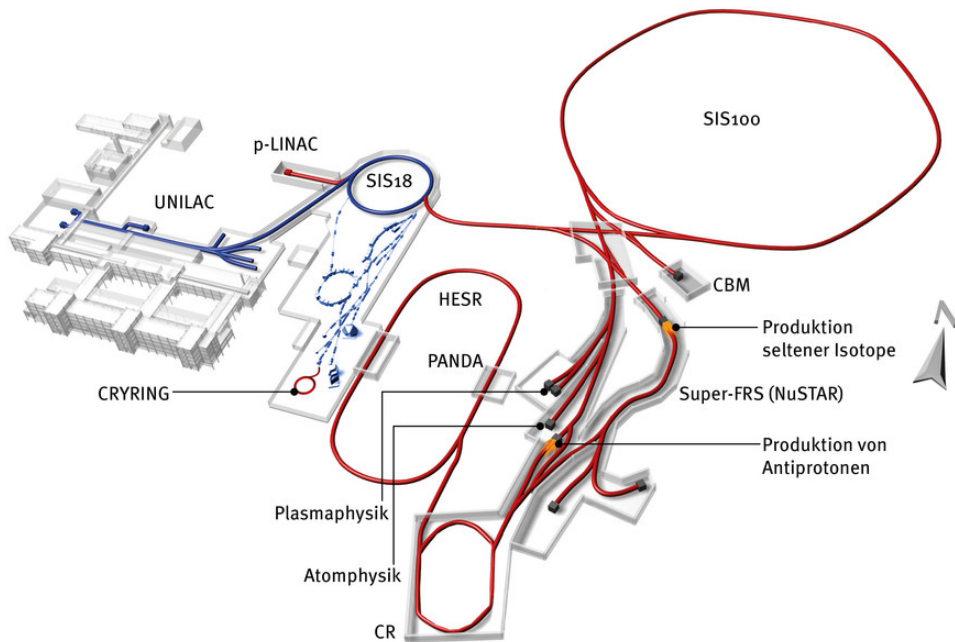 SIS100
p-LINAC
SIS18
UNILAC
CBM
HESR
Produktion
seltener Isotope
PANDA
CRYRING
Super-FRS (NuSTAR)
Produktion von
Antiprotonen
Plasmaphysik
Atomphysik
CR